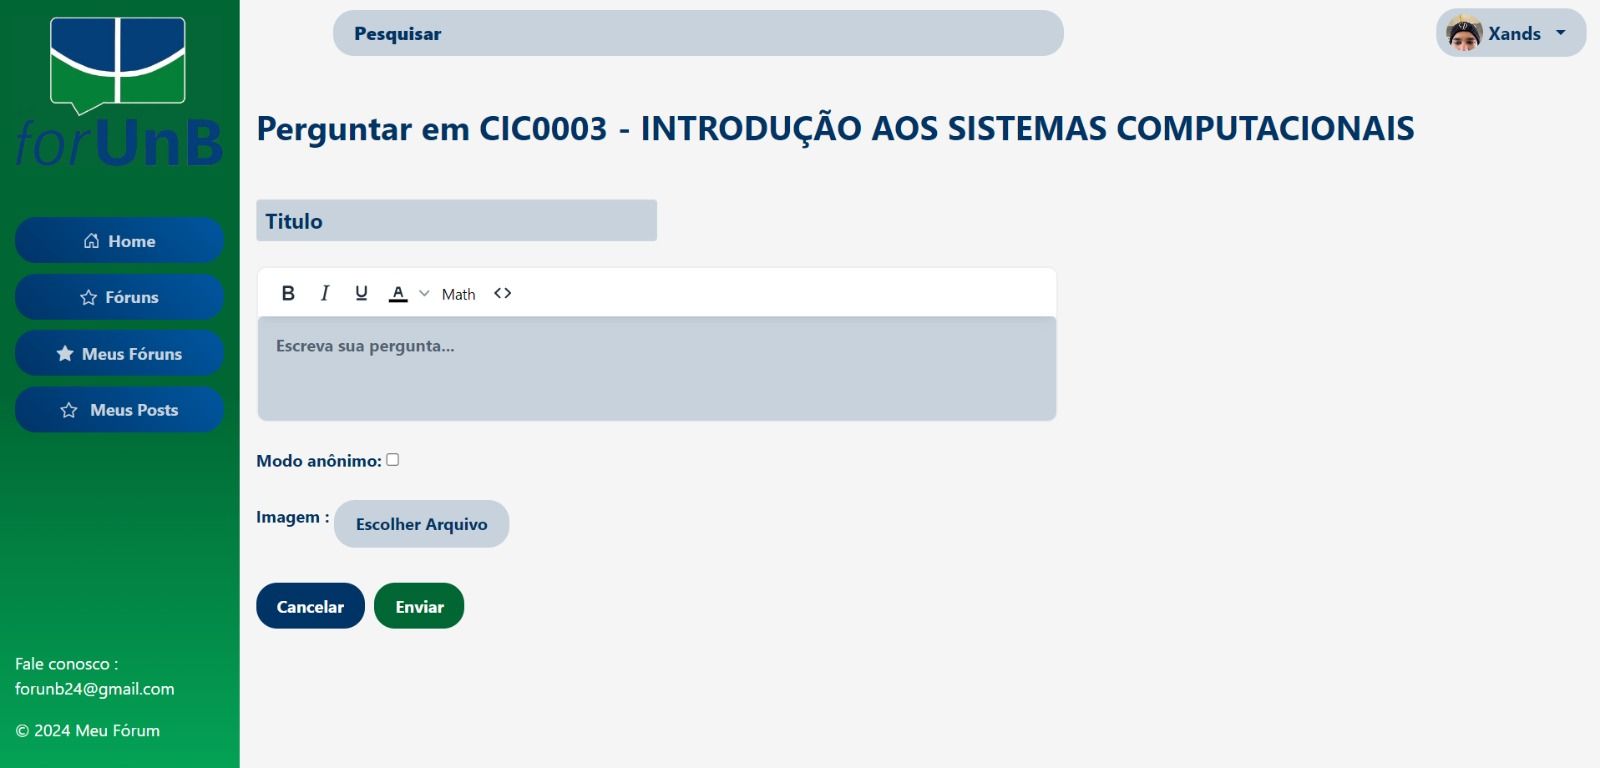 forUnB
Pesquisar
Xands
Perguntar em CIC0003 - INTRODUÇÃO AOS SISTEMAS COMPUTACIONAIS
Home
Fóruns
Meus Fóruns
Meus Posts
Titulo
B I U A Math <>
Escreva sua pergunta...
Modo anônimo:
Imagem : Escolher Arquivo
Cancelar Enviar
Fale conosco :
forunb24@gmail.com
© 2024 Meu Fórum